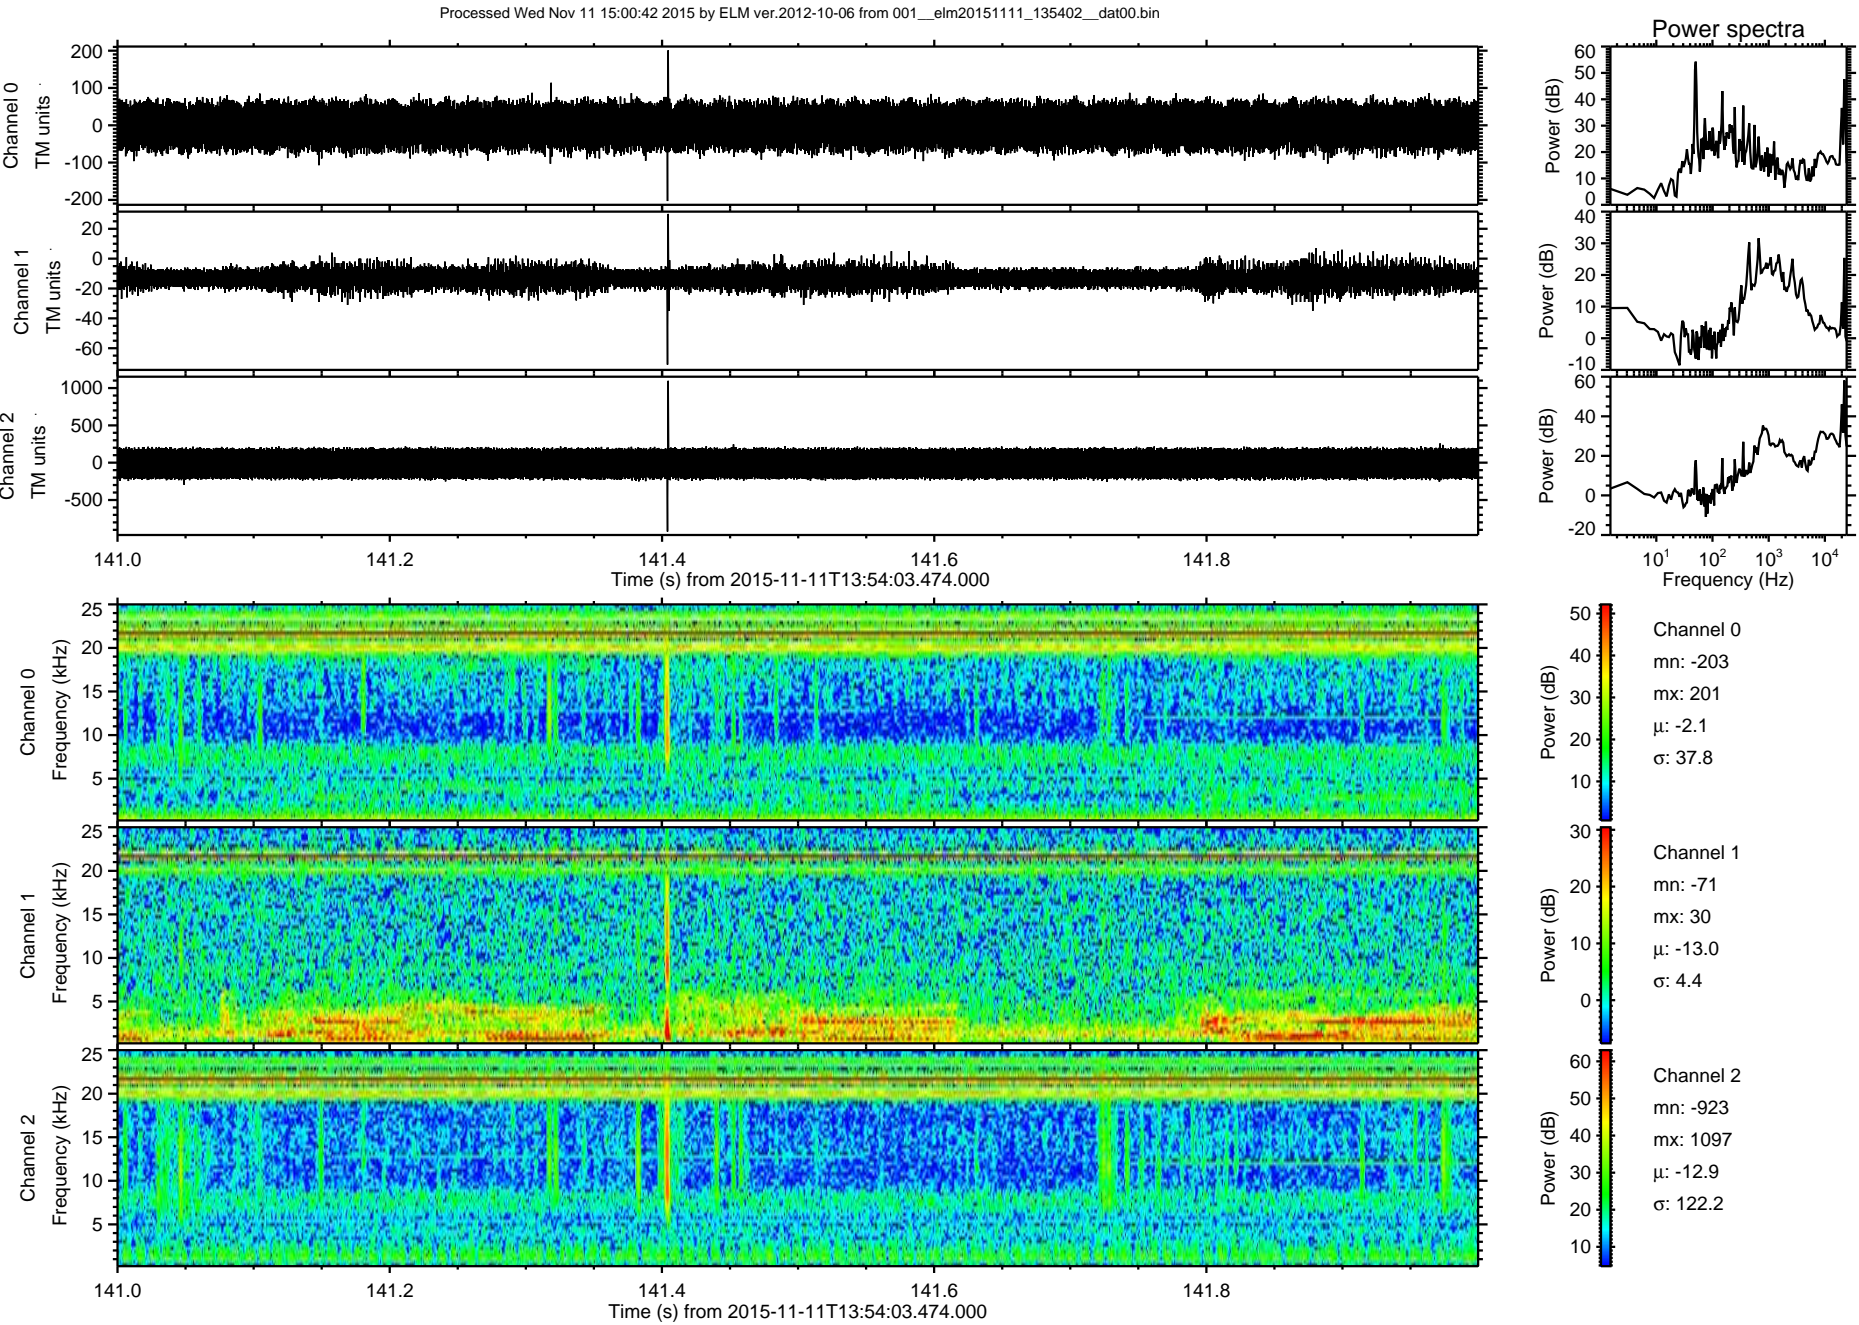 Processed Wed Nov 11 15:00:42 2015 by ELM ver.2012-10-06 from 001__elm20151111_135402__dat00.bin
Power spectra
Channel 0
TM units
200
100
0
-100
-200
Power (dB)
60
50
40
30
20
10
0
Channel 1
TM units
20
0
-20
-40
-60
Power (dB)
40
30
20
10
0
-10
Channel 2
TM units
1000
500
0
-500
Power (dB)
60
40
20
0
-20
141.0 141.2 141.4 141.6 141.8
Time (s) from 2015-11-11T13:54:03.474.000
10¹ 10² 10³ 10⁴
Frequency (Hz)
Channel 0
Frequency (kHz)
25
20
15
10
5
Power (dB)
50
40
30
20
10
Channel 0
mn: -203
mx: 201
μ: -2.1
σ: 37.8
Channel 1
Frequency (kHz)
25
20
15
10
5
Power (dB)
30
20
10
0
Channel 1
mn: -71
mx: 30
μ: -13.0
σ: 4.4
Channel 2
Frequency (kHz)
25
20
15
10
5
Power (dB)
60
50
40
30
20
10
Channel 2
mn: -923
mx: 1097
μ: -12.9
σ: 122.2
141.0 141.2 141.4 141.6 141.8
Time (s) from 2015-11-11T13:54:03.474.000